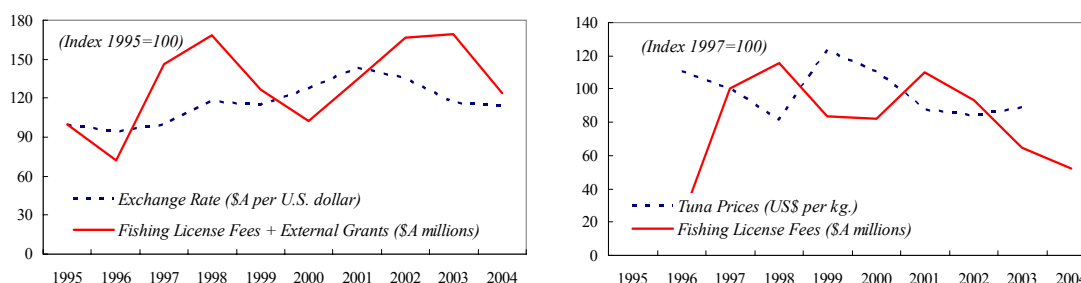 180
(Index 1995=100)
150
120
90
60
Exchange Rate ($A per U.S. dollar)
30
Fishing License Fees + External Grants ($A millions)
0
1995 1996 1997 1998 1999 2000 2001 2002 2003 2004
140
120
(Index 1997=100)
100
80
60
40
Tuna Prices (US$ per kg.)
20
Fishing License Fees ($A millions)
0
1995 1996 1997 1998 1999 2000 2001 2002 2003 2004